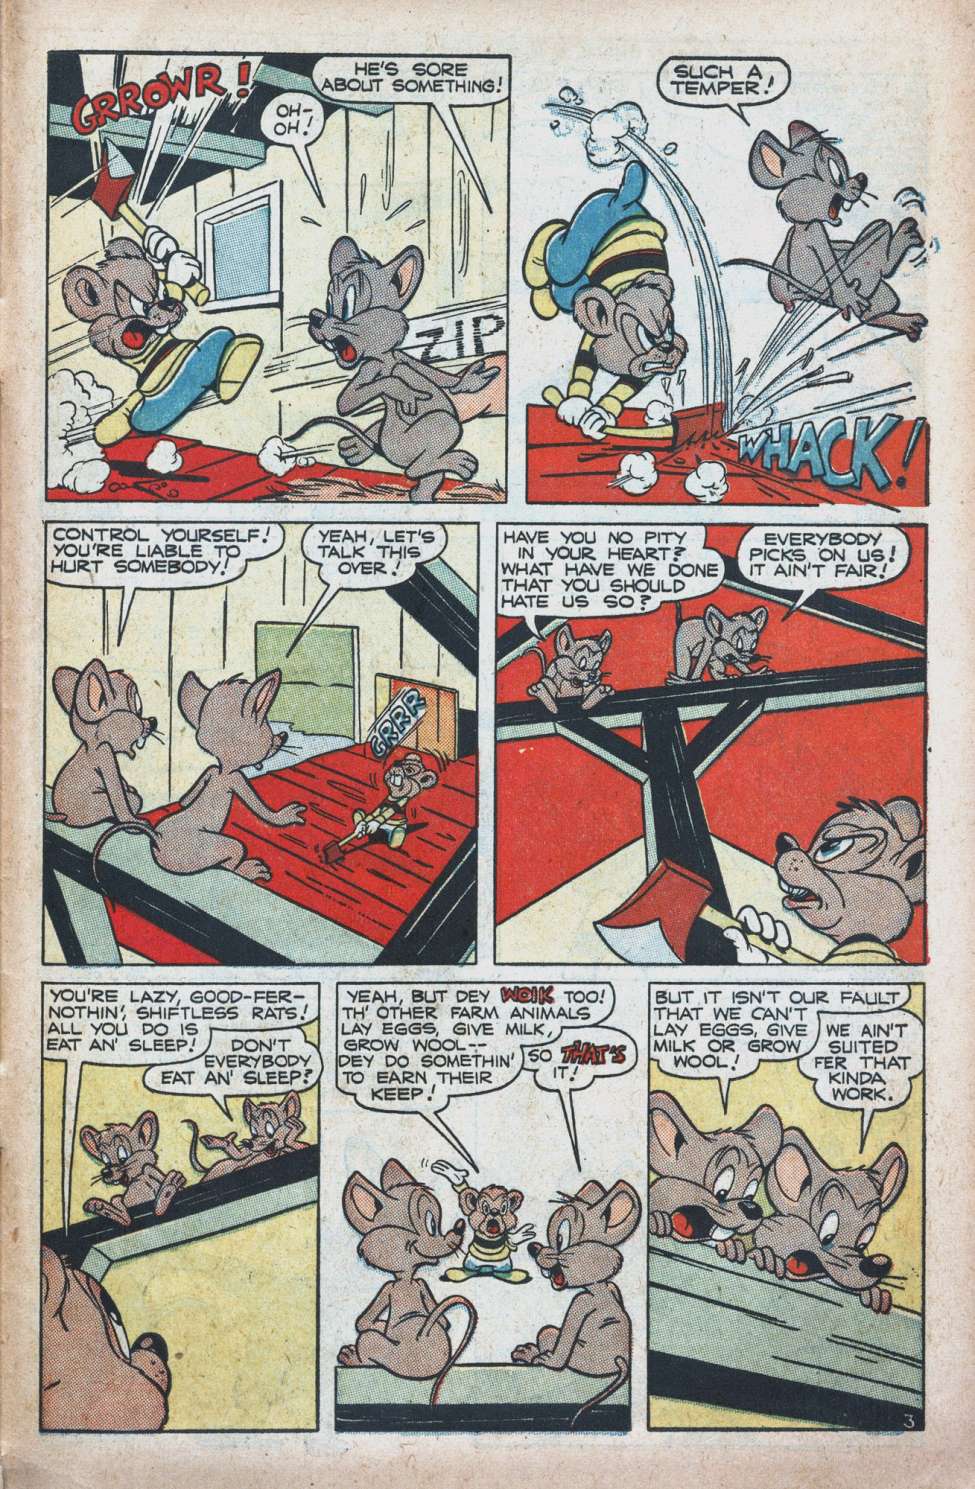 GRROWR!
OH-
OH!
HE'S SORE
ABOUT SOMETHING!
ZIP
SUCH A
TEMPER!
WHACK!
CONTROL YOURSELF!
YOU'RE LIABLE TO
HURT SOMEBODY!
YEAH, LET'S
TALK THIS
OVER!
GRRR
HAVE YOU NO PITY
IN YOUR HEART?
WHAT HAVE WE DONE
THAT YOU SHOULD
HATE US SO?
EVERYBODY
PICKS ON US!
IT AIN'T FAIR!
YOU'RE LAZY, GOOD-FER-
NOTHIN', SHIFTLESS RATS!
ALL YOU DO IS
EAT AN' SLEEP!
DON'T
EVERYBODY
EAT AN' SLEEP?
YEAH, BUT DEY WOIK TOO!
TH' OTHER FARM ANIMALS
LAY EGGS, GIVE MILK,
GROW WOOL--
DEY DO SOMETHIN'
TO EARN THEIR
KEEP!
SO THAT'S
IT!
BUT IT ISN'T OUR FAULT
THAT WE CAN'T
LAY EGGS, GIVE
MILK OR GROW
WOOL!
WE AIN'T
SUITED
FER THAT
KINDA
WORK.
3